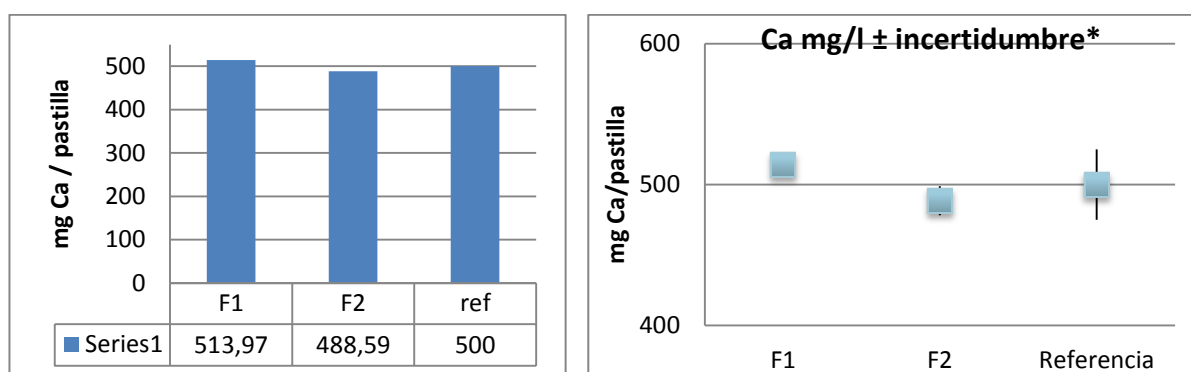 mg Ca / pastilla
500
400
300
200
100
0
F1 F2 ref
Series1 513,97 488,59 500
Ca mg/l ± incertidumbre*
mg Ca/pastilla
600
500
400
F1 F2 Referencia